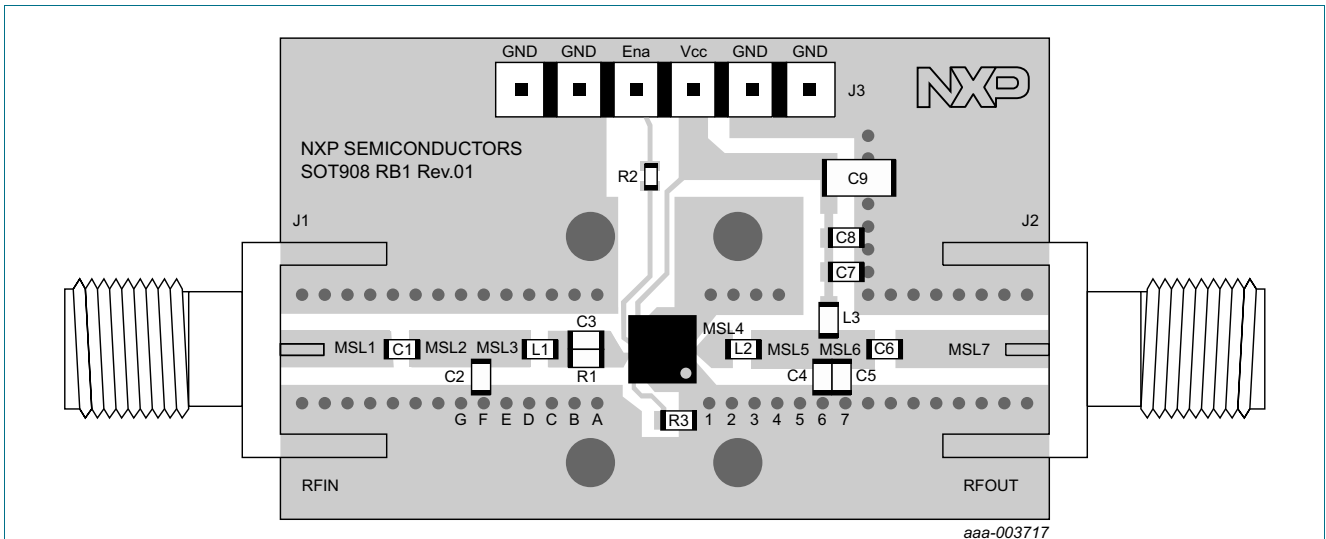 GND GND Ena Vcc GND GND
J3
NXP
NXP SEMICONDUCTORS
SOT908 RB1 Rev.01
R2
C9
J1
J2
C8
C7
C3
MSL4
L3
MSL1 C1 MSL2 MSL3 L1 L2 MSL5 MSL6 C6 MSL7
C2 R1 C4 C5
G F E D C B A R3 1 2 3 4 5 6 7
RFIN
RFOUT
aaa-003717